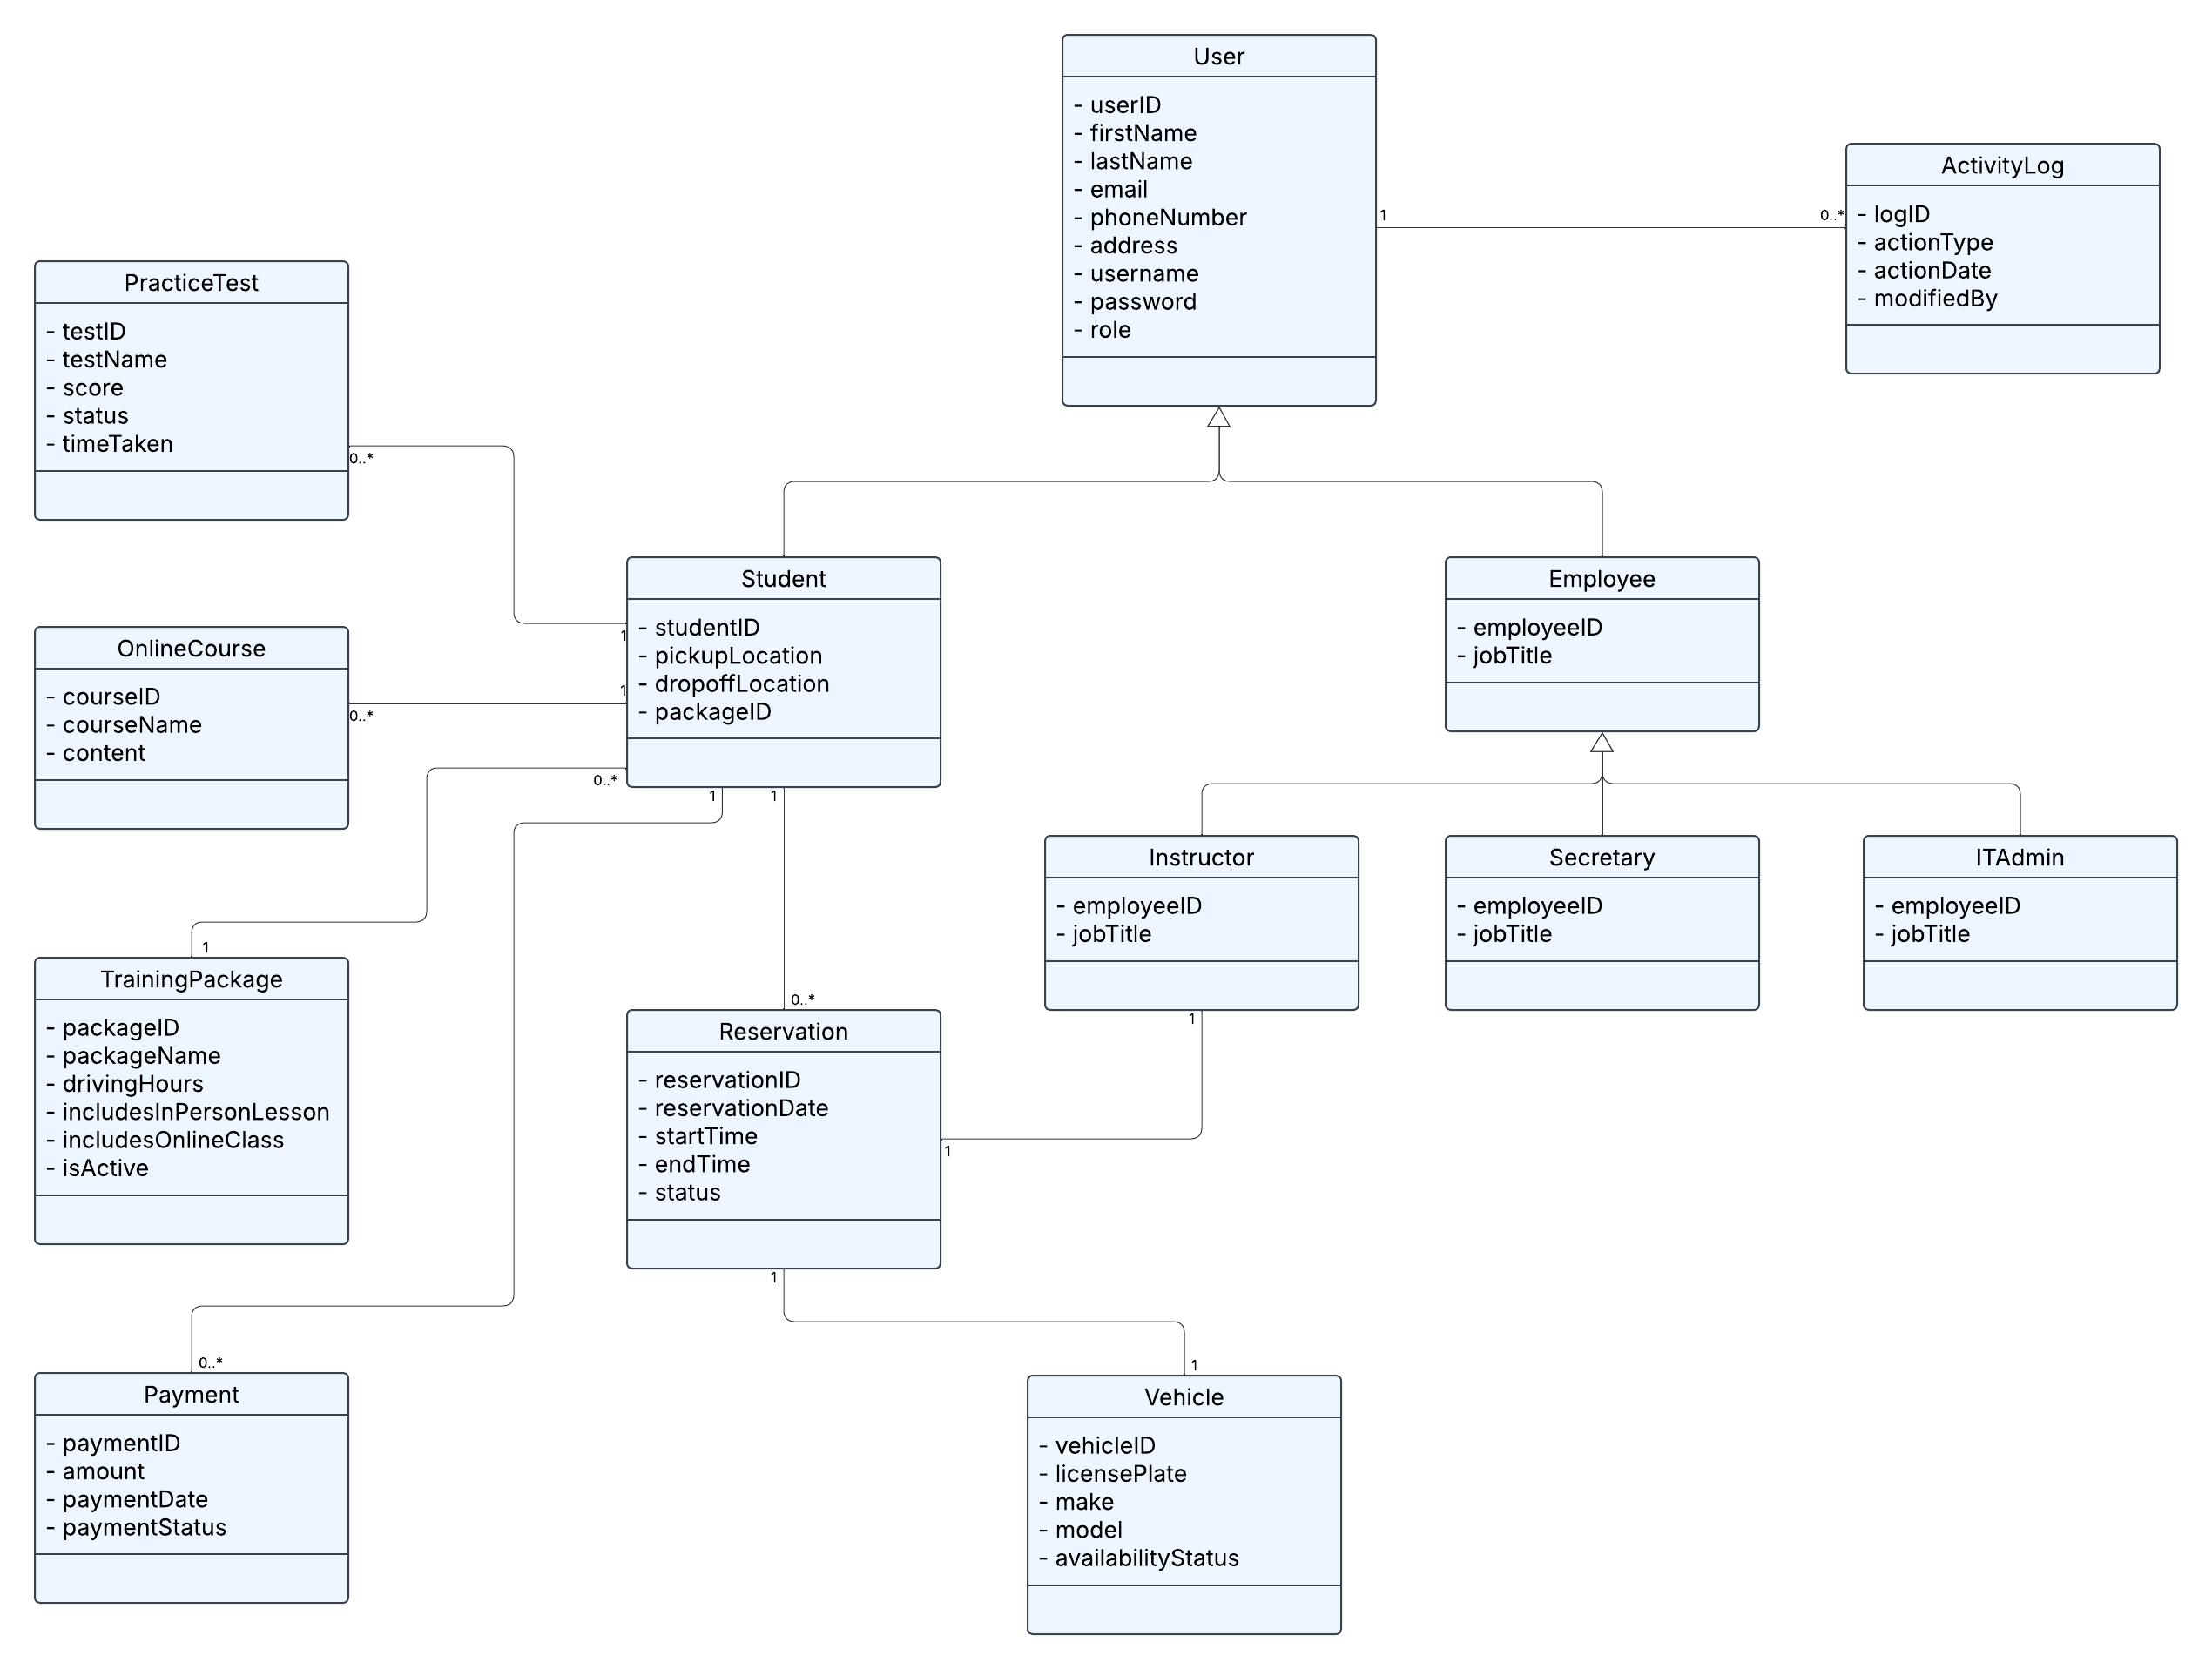 User
- userID
- firstName
- lastName
- email
- phoneNumber
- address
- username
- password
- role
1
0..*
ActivityLog
- logID
- actionType
- actionDate
- modifiedBy
PracticeTest
- testID
- testName
- score
- status
- timeTaken
0..*
1
Student
- studentID
- pickupLocation
- dropoffLocation
- packageID
Employee
- employeeID
- jobTitle
OnlineCourse
- courseID
- courseName
- content
0..*
1
0..*
1
1
1
Instructor
- employeeID
- jobTitle
Secretary
- employeeID
- jobTitle
ITAdmin
- employeeID
- jobTitle
TrainingPackage
- packageID
- packageName
- drivingHours
- includesInPersonLesson
- includesOnlineClass
- isActive
0..*
Reservation
- reservationID
- reservationDate
- startTime
- endTime
- status
1
1
1
1
0..*
Payment
- paymentID
- amount
- paymentDate
- paymentStatus
Vehicle
- vehicleID
- licensePlate
- make
- model
- availabilityStatus